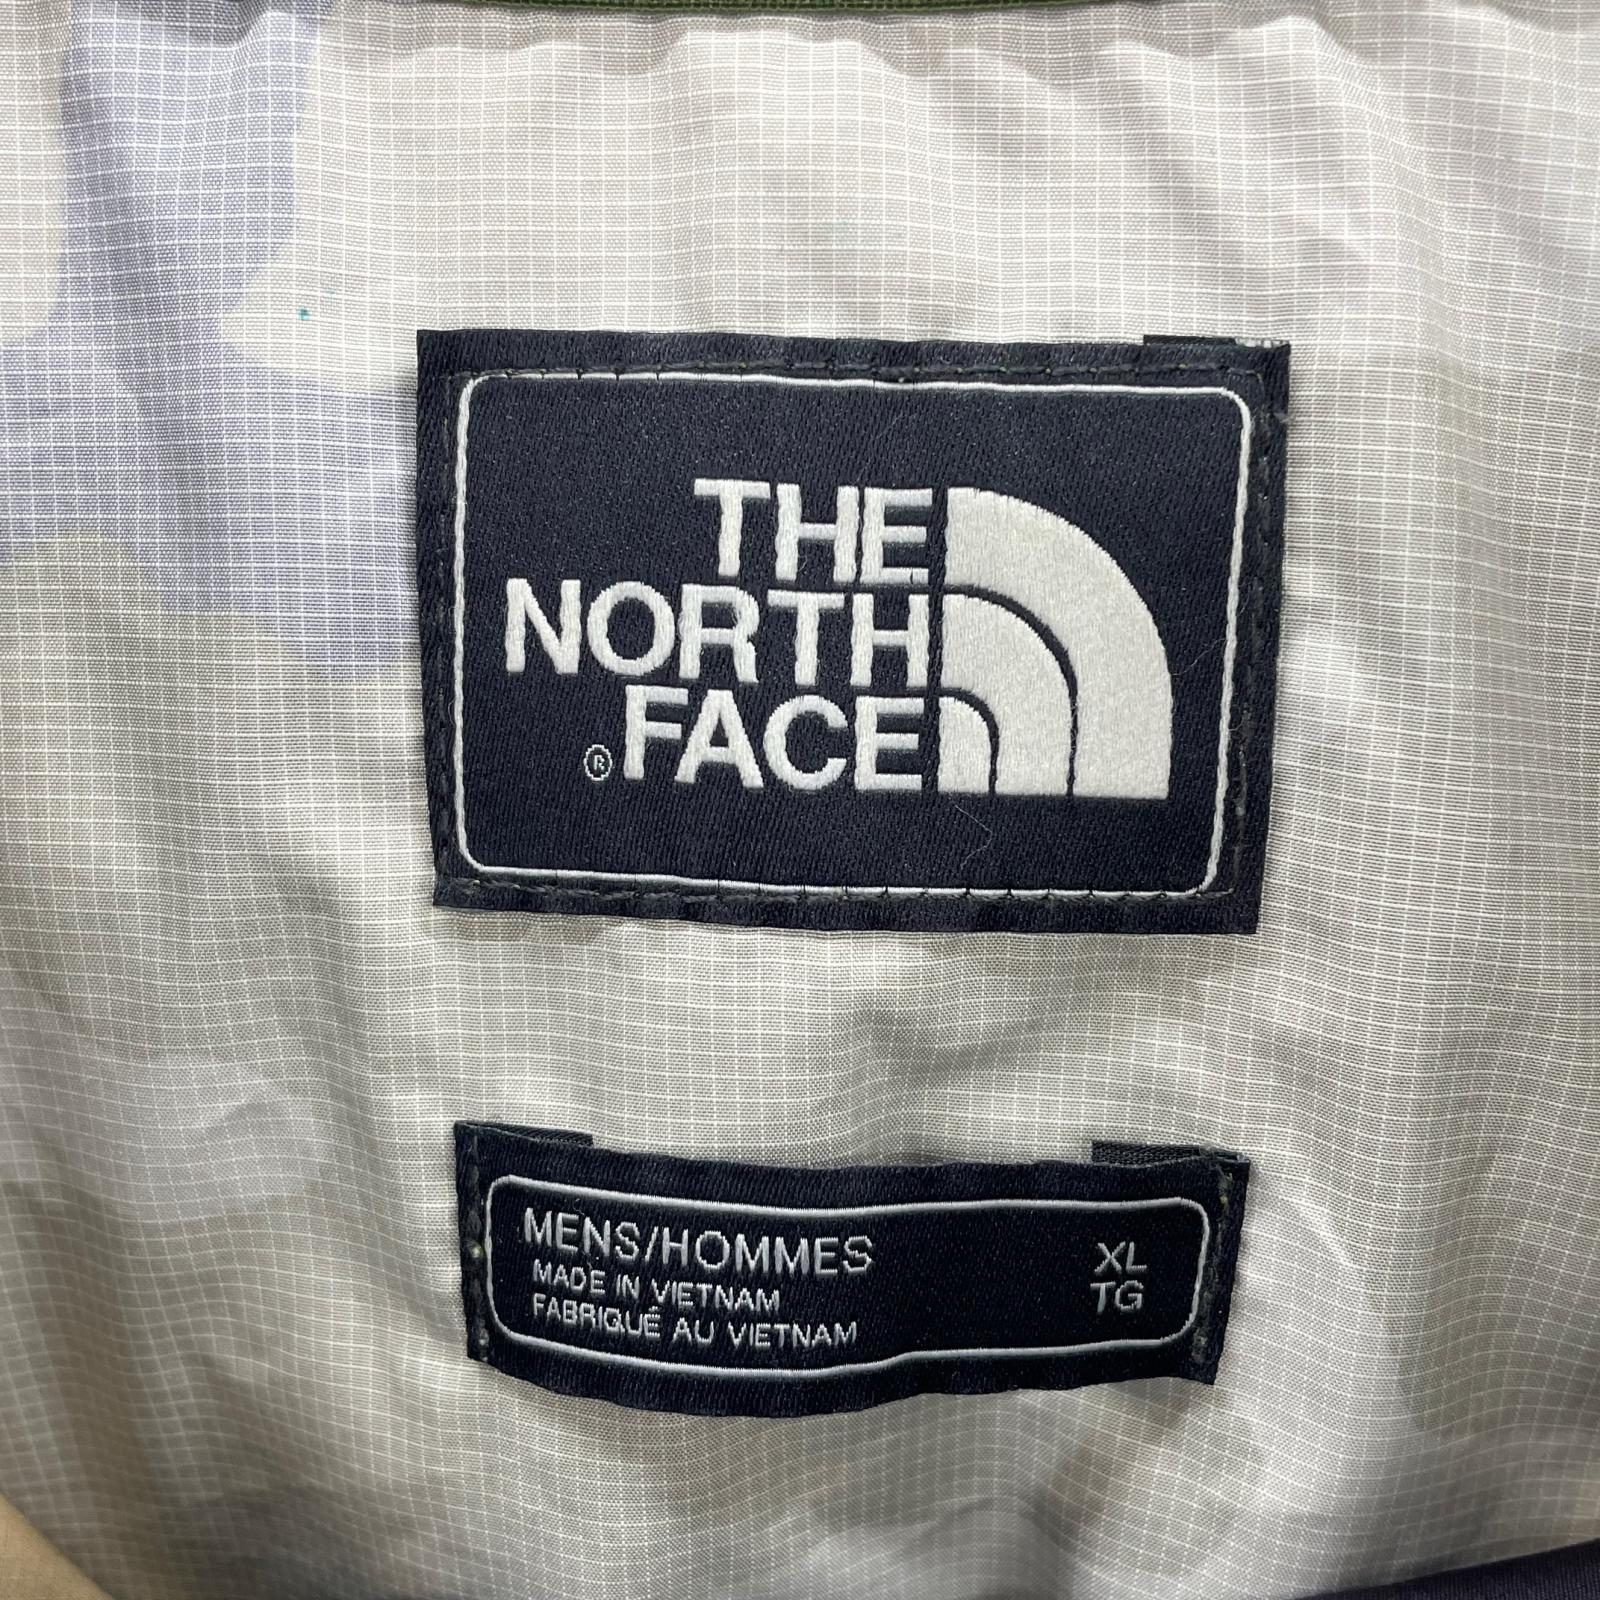 THE
NORTH
FACE
®
MENS/HOMMES
MADE IN VIETNAM
FABRIQUÉ AU VIETNAM
XL
TG